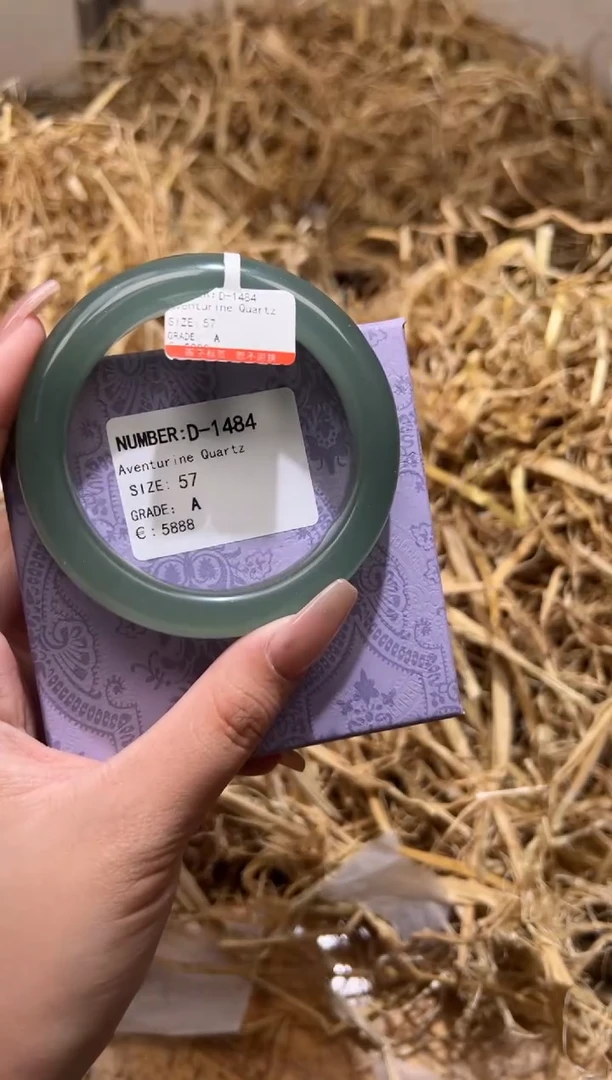 : D-1484
Aventurine Quartz
SIZE: 57
GRADE: A
NUMBER:D-1484
Aventurine Quartz
SIZE: 57
GRADE: A
€: 5888